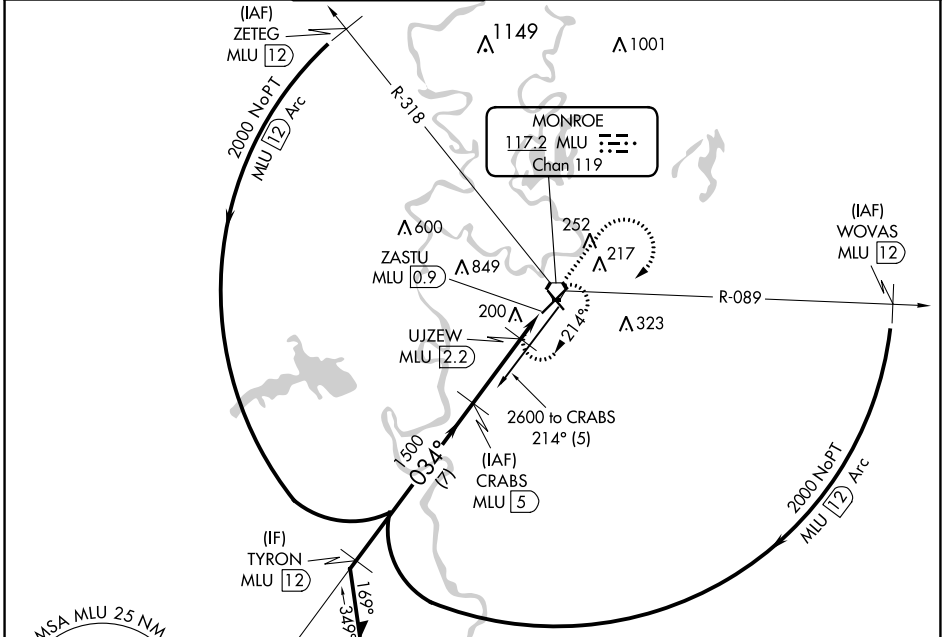 (IAF)
ZETEG
MLU 12
1149
1001
R-318
2000 NoPT
MLU 12 Arc
MONROE
117.2 MLU
Chan 119
(IAF)
WOVAS
MLU 12
600
252
217
ZASTU
MLU 0.9
849
R-089
200
214°
323
UJZEW
MLU 2.2
2600 to CRABS
214° (5)
1500
034°
(7)
(IAF)
CRABS
MLU 5
2000 NoPT
MLU 12 Arc
(IF)
TYRON
MLU 12
169°
349°
MSA MLU 25 NM